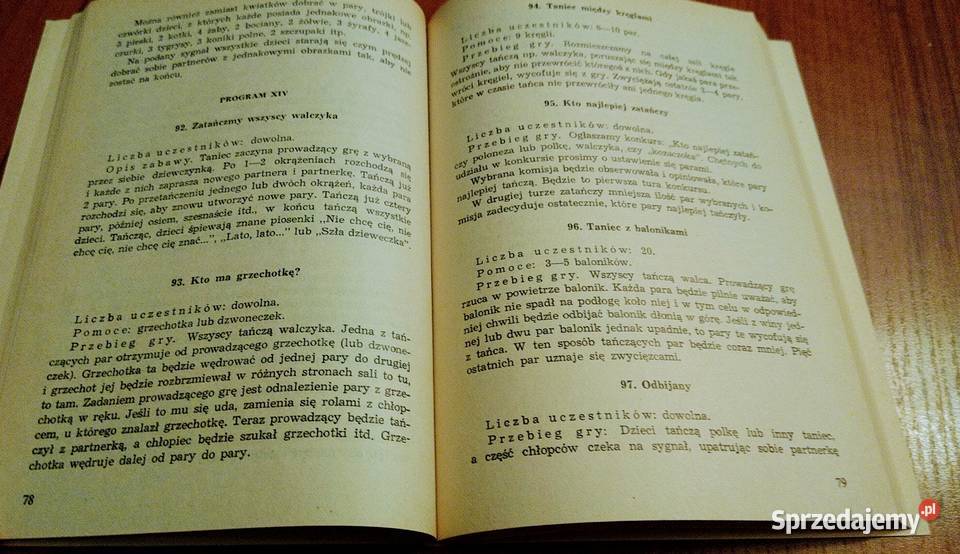 Można również zamiast kwiatków dobrać w pary, trójki lub
czwórki dzieci, z których każde posiada jednakowe obrazki, np.
3 pieski, 2 kotki, 4 żaby, 2 bociany, 2 żółwie, 3 żyrafy, 4 jasz-
czurki, 3 tygrysy, 3 koniki polne, 2 szczupaki itp.
Na podany sygnał wszystkie dzieci starają się czym prędzej
dobrać sobie partnerów z jednakowymi obrazkami tak, aby nie
zostać na końcu.
PROGRAM XIV
92. Zatańczmy wszyscy walczyka
Liczba uczestników: dowolna.
Opis zabawy. Taniec zaczyna prowadzący grę z wybraną
przez siebie dziewczynką. Po 1—2 okrążeniach rozchodzą się
i każde z nich zaprasza nowego partnera i partnerkę. Tańczą już
2 pary. Po przetańczeniu jednego lub dwóch okrążeń, każda para
rozchodzi się, aby znowu utworzyć nowe pary. Tańczą już cztery
pary, później osiem, szesnaście itd., w końcu tańczą wszystkie
dzieci. Tańcząc, dzieci śpiewają znane piosenki „Nie chcę cię, nie
chcę cię, nie chcę cię znać...", „Lato, lato..." lub „Szła dzieweczka".
93. Kto ma grzechotkę?
Liczba uczestników: dowolna.
Pomoce: grzechotka lub dzwoneczek.
Przebieg gry. Wszyscy tańczą walczyka. Jedna z tań-
czących par otrzymuje od prowadzącego grzechotkę (lub dzwone-
czek). Grzechotka ta będzie wędrować od jednej pary do drugiej
i grzechot jej będzie rozbrzmiewał w różnych stronach sali to tu,
to tam. Zadaniem prowadzącego grę jest odnalezienie pary z grze-
chotką w ręku. Jeśli to mu się uda, zamienia się rolami z chłop-
cem, u którego znalazł grzechotkę. Teraz prowadzący będzie tań-
czył z partnerką, a chłopiec będzie szukał grzechotki itd. Grze-
chotka wędruje dalej od pary do pary.
78
94. Taniec między kręglami
Liczba uczestników: 8—10 par.
Pomoce: 9 kręgli.
Przebieg gry. Rozmieszczamy na całej sali kręgle.
Wszyscy tańczą np. walczyka, poruszając się między kręglami tak
ostrożnie, aby nie przewrócić któregoś z nich. Gdy jakaś para prze-
wróci kręgiel, wycofuje się z gry. Zwyciężają ostatnie 3—4 pary,
które w czasie tańca nie przewróciły ani jednego kręgla.
95. Kto najlepiej zatańczy
Liczba uczestników: dowolna.
Przebieg gry. Ogłaszamy konkurs: „Kto najlepiej zatań-
czy poloneza lub polkę, walczyka, czy „kozaczoka". Chętnych do
udziału w konkursie prosimy o ustawienie się parami.
Wybrana komisja będzie obserwowała i opiniowała, które pary
najlepiej tańczą. Będzie to pierwsza tura konkursu.
W drugiej turze zatańczy mniejsza ilość par wybranych i ko-
misja zadecyduje ostatecznie, które pary najlepiej tańczyły.
96. Taniec z balonikami
Liczba uczestników: 20.
Pomoce: 3—5 baloników.
Przebieg gry. Wszyscy tańczą walca. Prowadzący grę
rzuca w powietrze balonik. Każda para będzie pilnie uważać, aby
balonik nie spadł na podłogę koło niej i w tym celu w odpowied-
niej chwili będzie odbijać balonik dłonią w górę. Jeśli z winy jed-
nej lub dwu par balonik jednak upadnie, to pary te wycofują się
z tańca. W ten sposób tańczących par będzie coraz mniej. Pięć
ostatnich par uznaje się zwycięzcami.
97. Odbijany
Liczba uczestników: dowolna.
Przebieg gry: Dzieci tańczą polkę lub inny taniec,
a część chłopców czeka na sygnał, upatrując sobie partnerkę
79
Sprzedajemy.pl